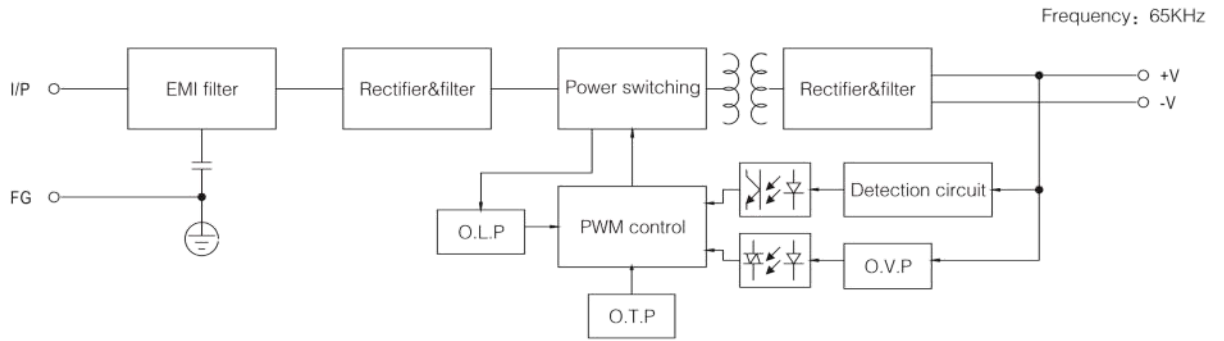 Frequency: 65KHz
I/P
EMI filter
Rectifier&filter
Power switching
Rectifier&filter
+V
-V
FG
O.L.P
PWM control
Detection circuit
O.V.P
O.T.P